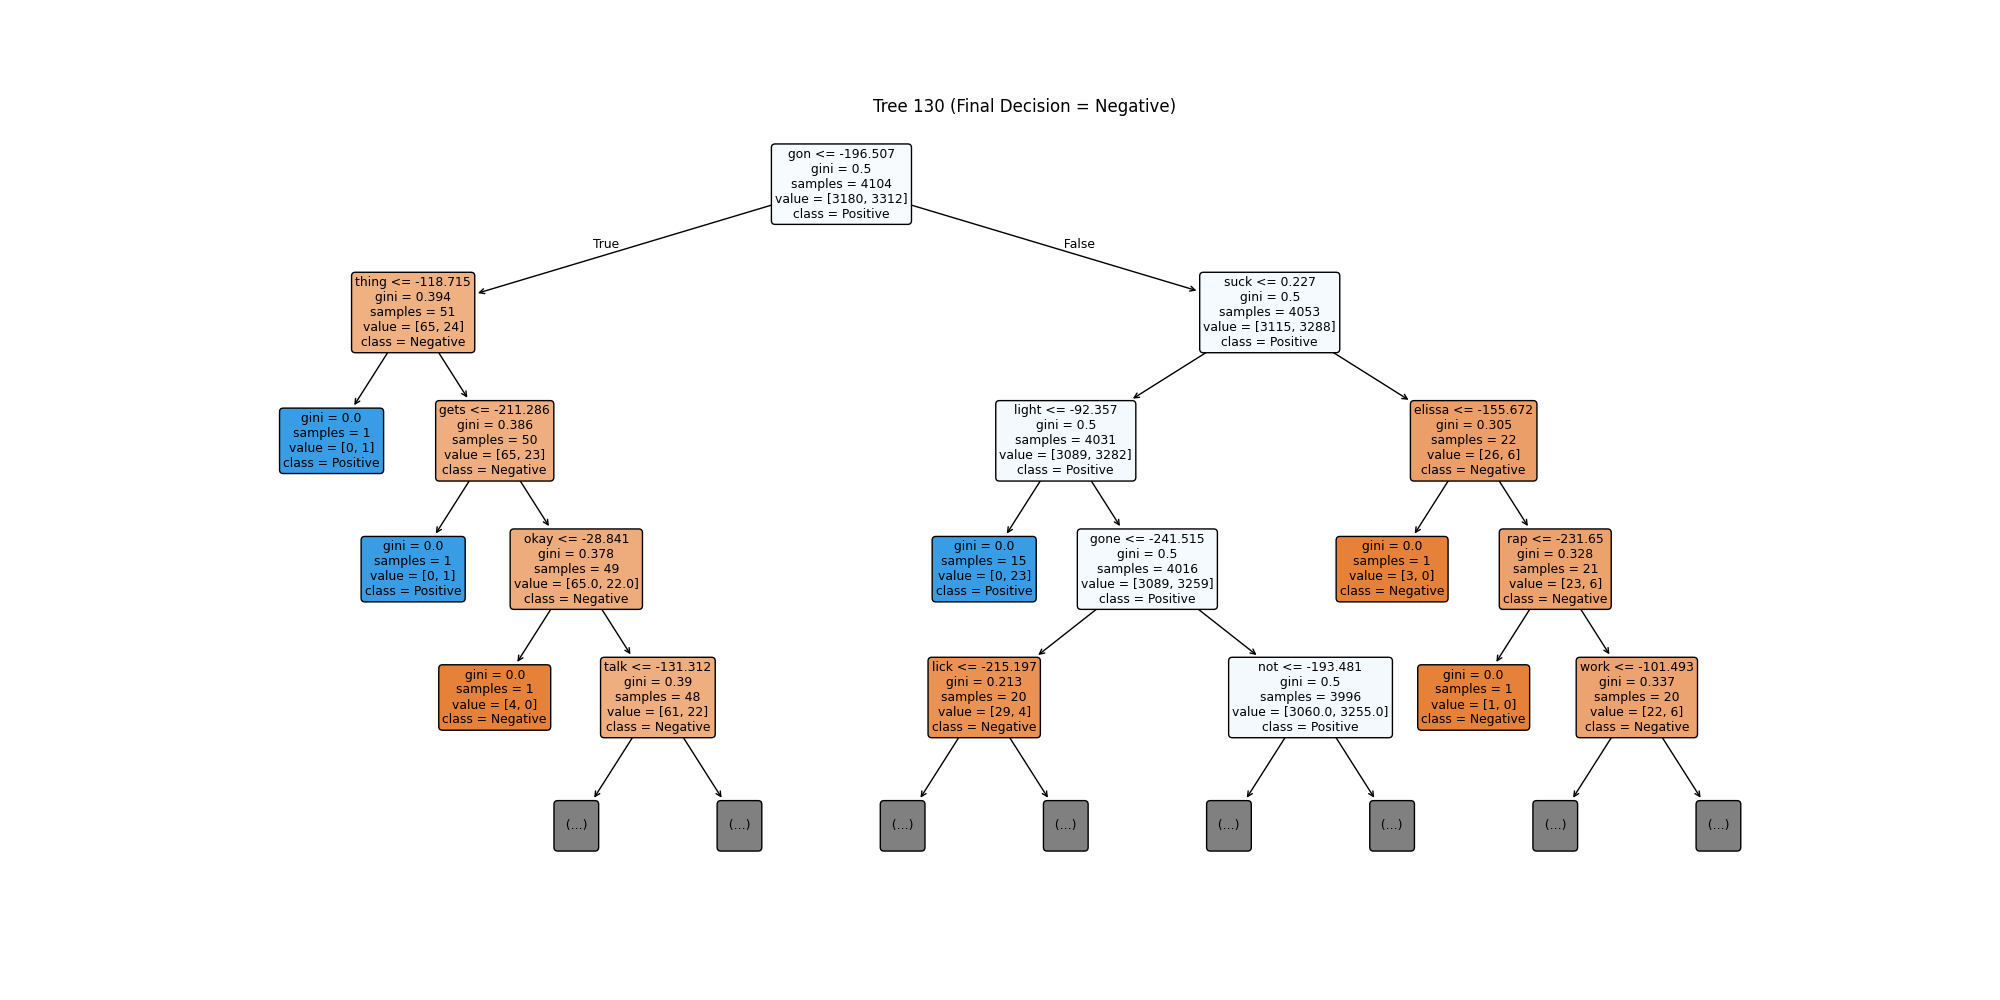 Tree 130 (Final Decision = Negative)
gon <= -196.507
gini = 0.5
samples = 4104
value = [3180, 3312]
class = Positive
True
False
thing <= -118.715
gini = 0.394
samples = 51
value = [65, 24]
class = Negative
suck <= 0.227
gini = 0.5
samples = 4053
value = [3115, 3288]
class = Positive
gini = 0.0
samples = 1
value = [0, 1]
class = Positive
gets <= -211.286
gini = 0.386
samples = 50
value = [65, 23]
class = Negative
light <= -92.357
gini = 0.5
samples = 4031
value = [3089, 3282]
class = Positive
elissa <= -155.672
gini = 0.305
samples = 22
value = [26, 6]
class = Negative
gini = 0.0
samples = 1
value = [0, 1]
class = Positive
okay <= -28.841
gini = 0.378
samples = 49
value = [65.0, 22.0]
class = Negative
gini = 0.0
samples = 15
value = [0, 23]
class = Positive
gone <= -241.515
gini = 0.5
samples = 4016
value = [3089, 3259]
class = Positive
gini = 0.0
samples = 1
value = [3, 0]
class = Negative
rap <= -231.65
gini = 0.328
samples = 21
value = [23, 6]
class = Negative
gini = 0.0
samples = 1
value = [4, 0]
class = Negative
talk <= -131.312
gini = 0.39
samples = 48
value = [61, 22]
class = Negative
lick <= -215.197
gini = 0.213
samples = 20
value = [29, 4]
class = Negative
not <= -193.481
gini = 0.5
samples = 3996
value = [3060.0, 3255.0]
class = Positive
gini = 0.0
samples = 1
value = [1, 0]
class = Negative
work <= -101.493
gini = 0.337
samples = 20
value = [22, 6]
class = Negative
(...)
(...)
(...)
(...)
(...)
(...)
(...)
(...)